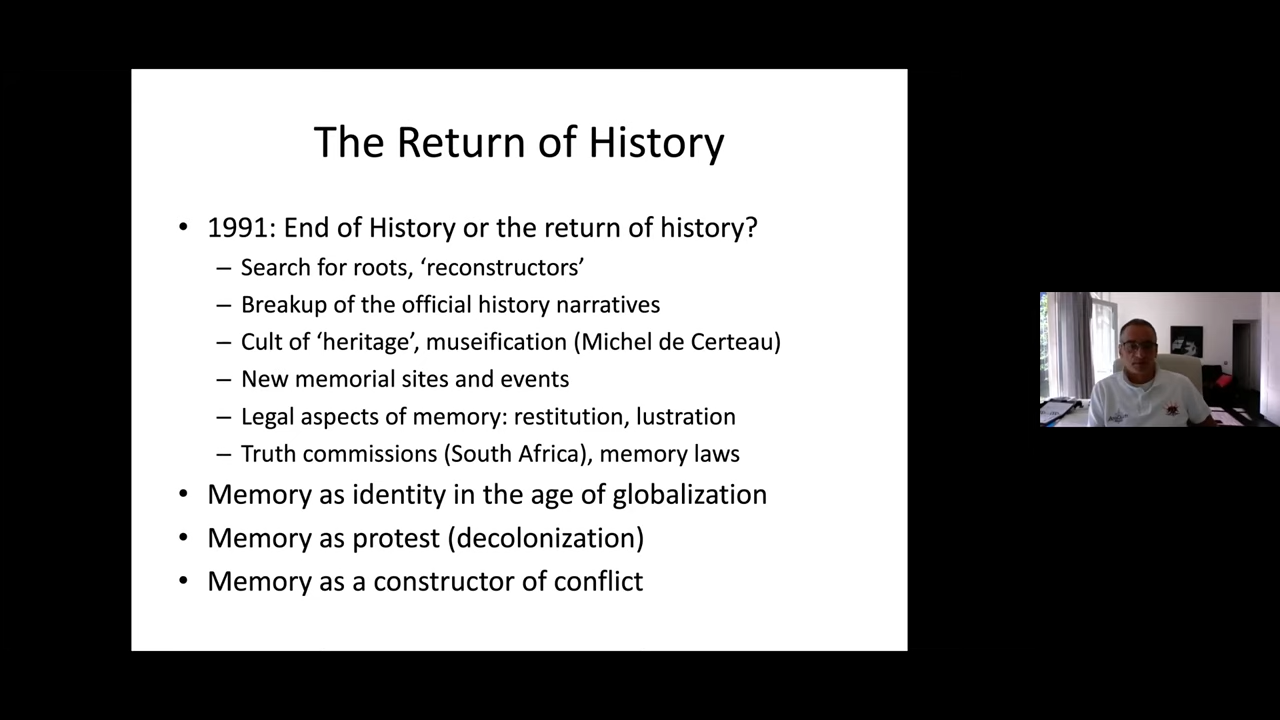 The Return of History
• 1991: End of History or the return of history?
– Search for roots, ‘reconstructors’
– Breakup of the official history narratives
– Cult of ‘heritage’, museification (Michel de Certeau)
– New memorial sites and events
– Legal aspects of memory: restitution, lustration
– Truth commissions (South Africa), memory laws
• Memory as identity in the age of globalization
• Memory as protest (decolonization)
• Memory as a constructor of conflict